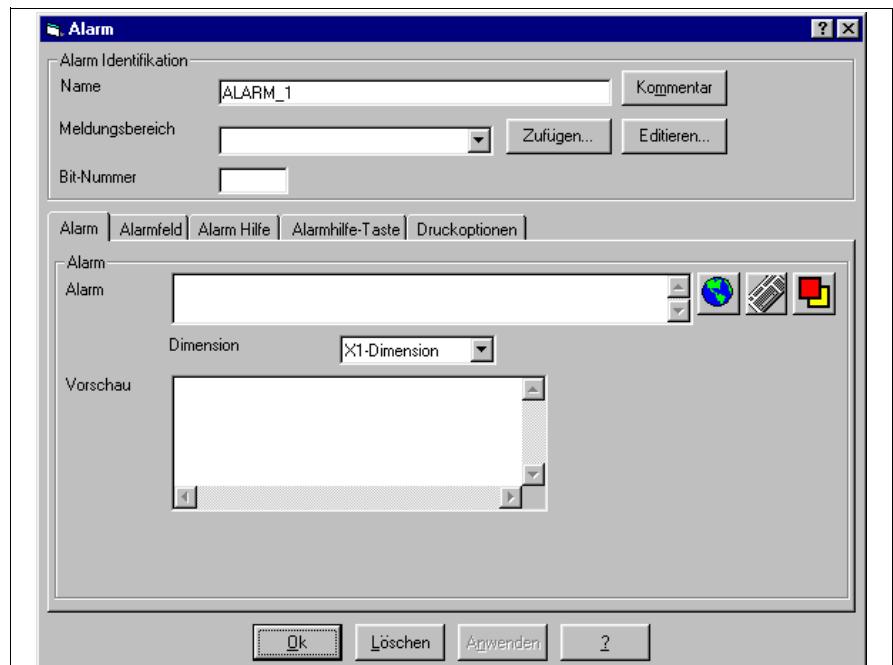 Alarm
Alarm Identifikation
Name
ALARM_1
Kommentar
Meldungsbereich
Zufügen...
Editieren...
Bit-Nummer
Alarm
Alarmfeld
Alarm Hilfe
Alarmhilfe-Taste
Druckoptionen
Alarm
Alarm
Dimension
X1-Dimension
Vorschau
Ok
Löschen
Anwenden
?